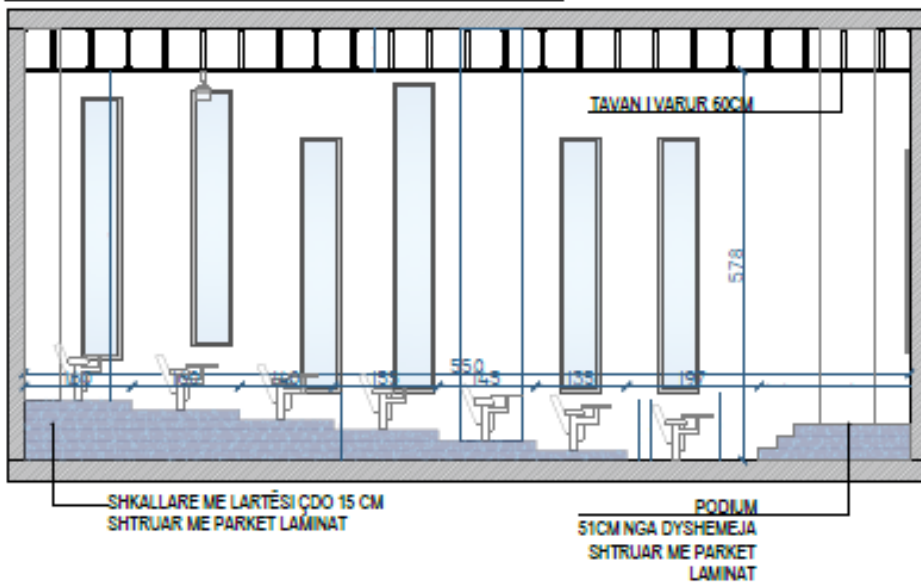 TAVAN I VARUR 60CM
578
550
155
145
135
197
SHKALLARE ME LARTËSI ÇDO 15 CM
SHTRUAR ME PARKET LAMINAT
PODIUM
51CM NGA DYSHEMEJA
SHTRUAR ME PARKET
LAMINAT